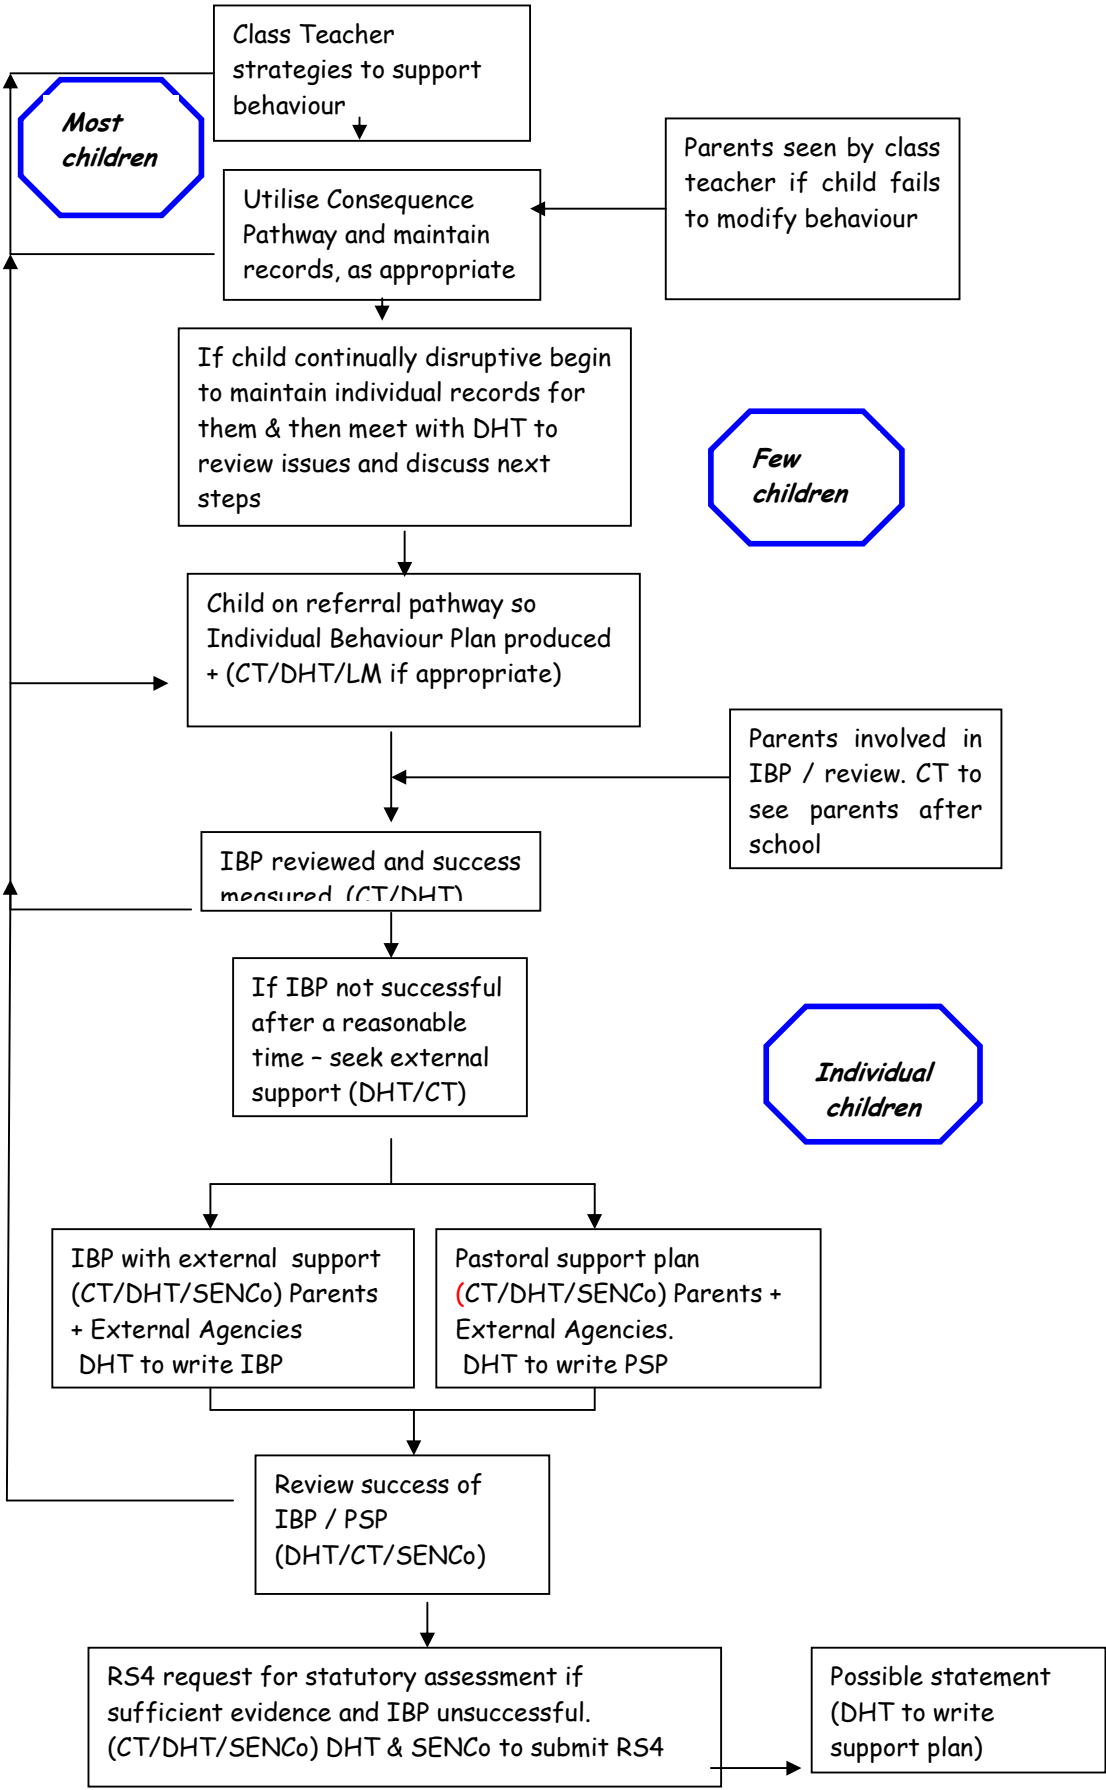 Class Teacher
strategies to support
behaviour
Most
children
Parents seen by class
teacher if child fails
to modify behaviour
Utilise Consequence
Pathway and maintain
records, as appropriate
If child continually disruptive begin
to maintain individual records for
them & then meet with DHT to
review issues and discuss next
steps
Few
children
Child on referral pathway so
Individual Behaviour Plan produced
+ (CT/DHT/LM if appropriate)
Parents involved in
IBP / review. CT to
see parents after
school
IBP reviewed and success
measured (CT/DHT)
If IBP not successful
after a reasonable
time – seek external
support (DHT/CT)
Individual
children
IBP with external support
(CT/DHT/SENCo) Parents
+ External Agencies
DHT to write IBP
Pastoral support plan
(CT/DHT/SENCo) Parents +
External Agencies.
DHT to write PSP
Review success of
IBP / PSP
(DHT/CT/SENCo)
RS4 request for statutory assessment if
sufficient evidence and IBP unsuccessful.
(CT/DHT/SENCo) DHT & SENCo to submit RS4
Possible statement
(DHT to write
support plan)